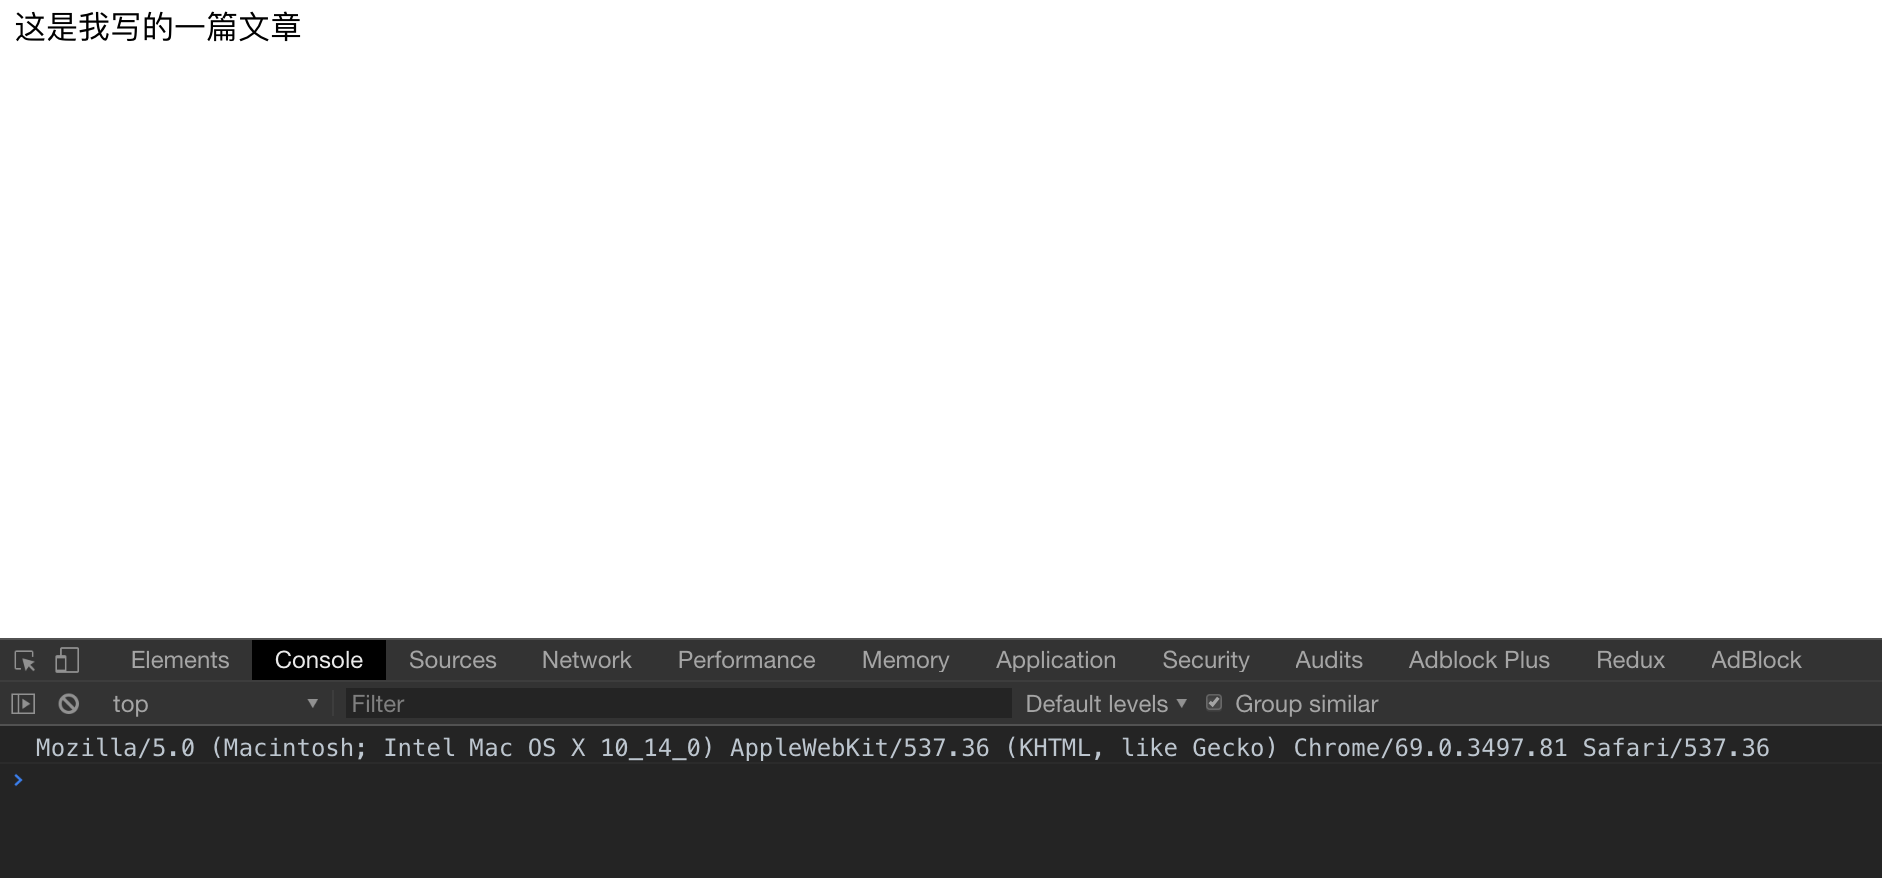 这是我写的一篇文章
Elements Console Sources Network Performance Memory Application Security Audits Adblock Plus Redux AdBlock
top Filter Default levels Group similar
Mozilla/5.0 (Macintosh; Intel Mac OS X 10_14_0) AppleWebKit/537.36 (KHTML, like Gecko) Chrome/69.0.3497.81 Safari/537.36